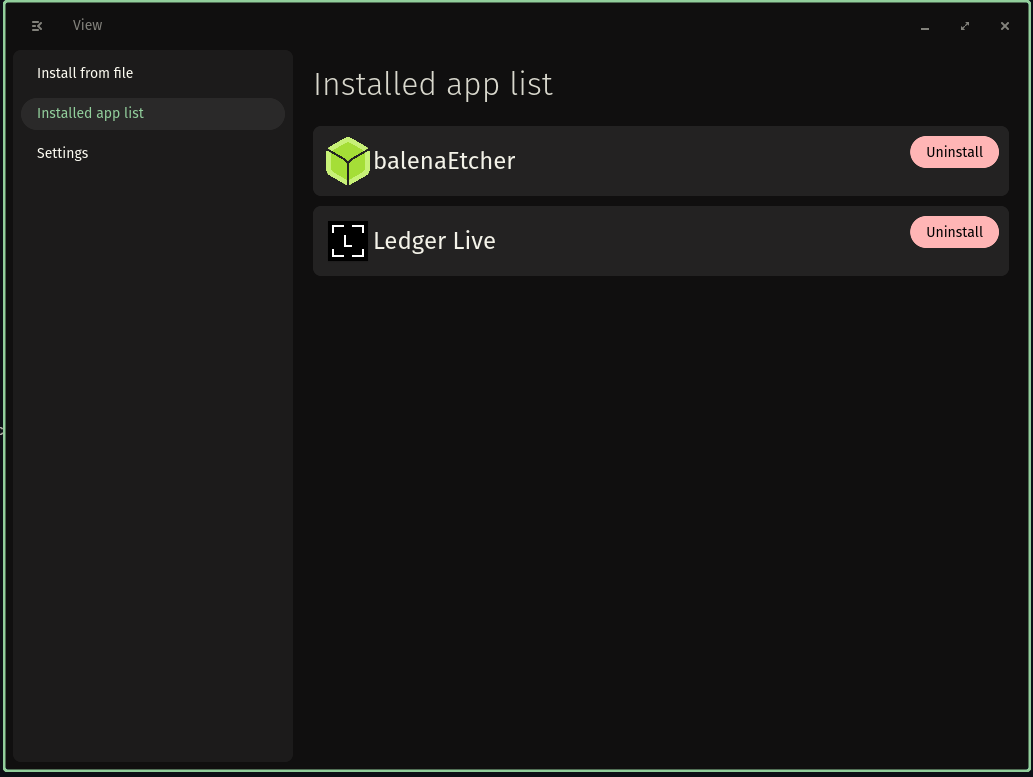 View
Install from file
Installed app list
Settings
Installed app list
balenaEtcher
Uninstall
L
Ledger Live
Uninstall